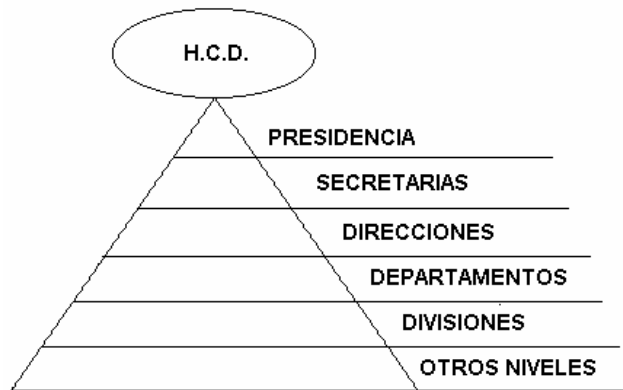 H.C.D.
PRESIDENCIA
SECRETARIAS
DIRECCIONES
DEPARTAMENTOS
DIVISIONES
OTROS NIVELES